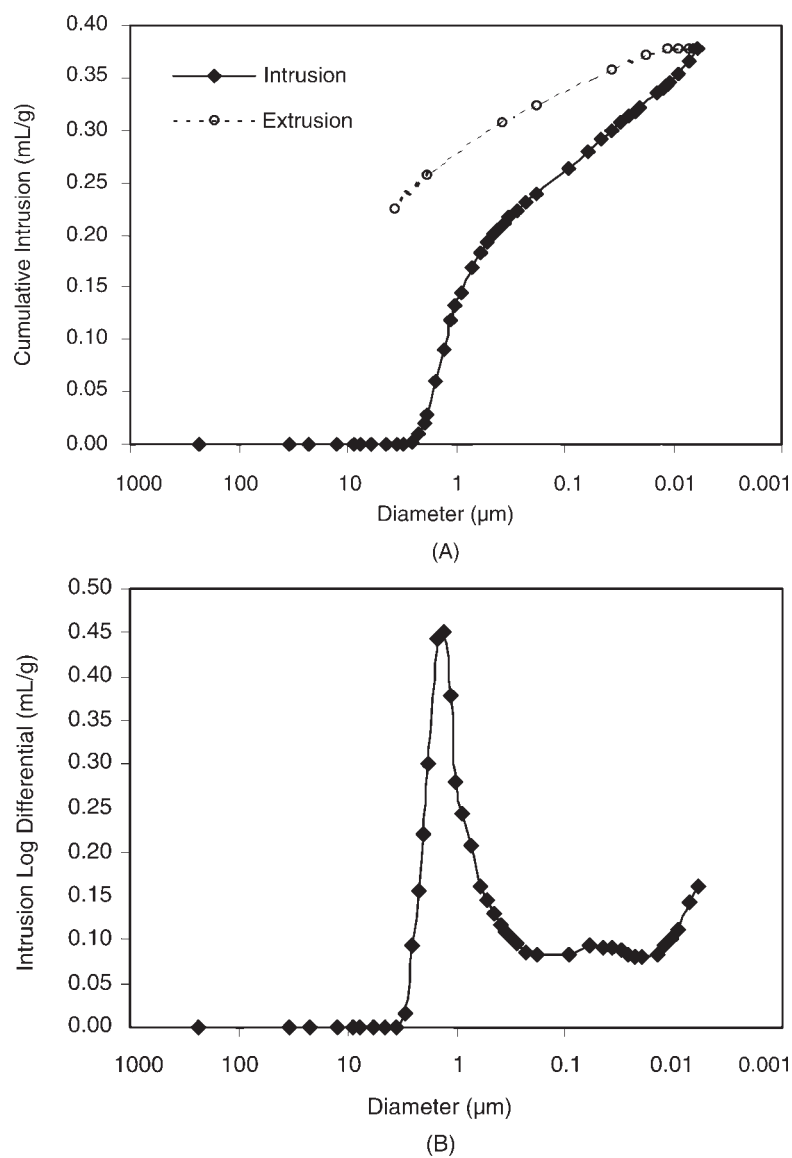 0.40
0.35
0.30
0.25
0.20
0.15
0.10
0.05
0.00
Cumulative Intrusion (mL/g)
Intrusion
Extrusion
1000 100 10 1 0.1 0.01 0.001
Diameter (µm)
(A)
0.50
0.45
0.40
0.35
0.30
0.25
0.20
0.15
0.10
0.05
0.00
Intrusion Log Differential (mL/g)
1000 100 10 1 0.1 0.01 0.001
Diameter (µm)
(B)